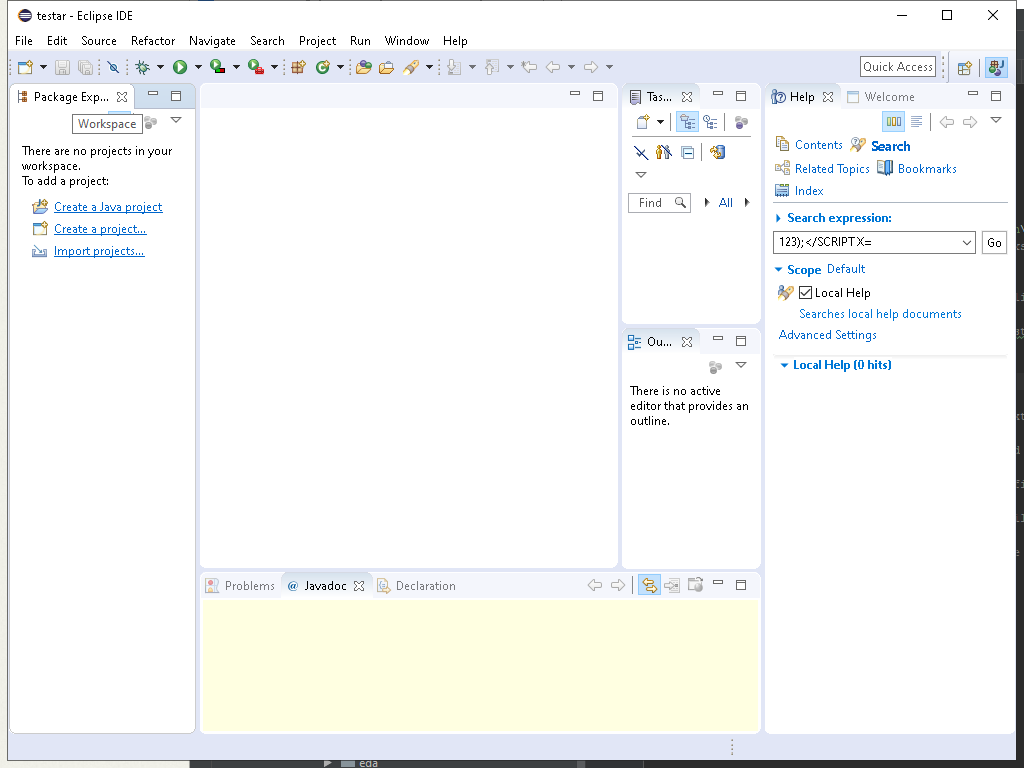 testar - Eclipse IDE
File Edit Source Refactor Navigate Search Project Run Window Help
Quick Access
Package Exp...
Workspace
There are no projects in your
workspace.
To add a project:
Create a Java project
Create a project...
Import projects...
Tas...
Find
All
Ou...
There is no active
editor that provides an
outline.
Help Welcome
Contents Search
Related Topics Bookmarks
Index
Search expression:
123);</SCRIPTX= Go
Scope Default
Local Help
Searches local help documents
Advanced Settings
Local Help (0 hits)
Problems @ Javadoc Declaration
eda